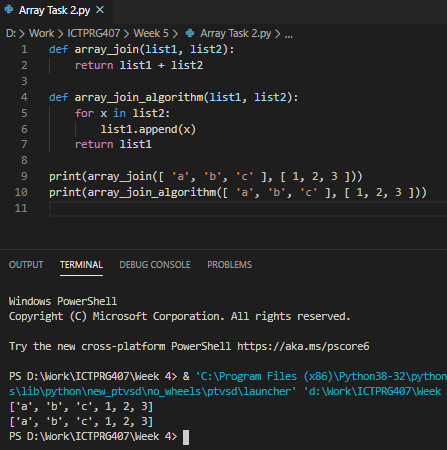 Array Task 2.py ×
D: > Work > ICTPRG407 > Week 5 > Array Task 2.py > ...
1 def array_join(list1, list2):
2 return list1 + list2
3
4 def array_join_algorithm(list1, list2):
5 for x in list2:
6 list1.append(x)
7 return list1
8
9 print(array_join([ 'a', 'b', 'c' ], [ 1, 2, 3 ]))
10 print(array_join_algorithm([ 'a', 'b', 'c' ], [ 1, 2, 3 ]))
11
OUTPUT TERMINAL DEBUG CONSOLE PROBLEMS
Windows PowerShell
Copyright (C) Microsoft Corporation. All rights reserved.
Try the new cross-platform PowerShell https://aka.ms/pscore6
PS D:\Work\ICTPRG407\Week 4> & 'C:\Program Files (x86)\Python38-32\python
s\lib\python\new_ptvsd\no_wheels\ptvsd\launcher' 'd:\Work\ICTPRG407\Week
['a', 'b', 'c', 1, 2, 3]
['a', 'b', 'c', 1, 2, 3]
PS D:\Work\ICTPRG407\Week 4>